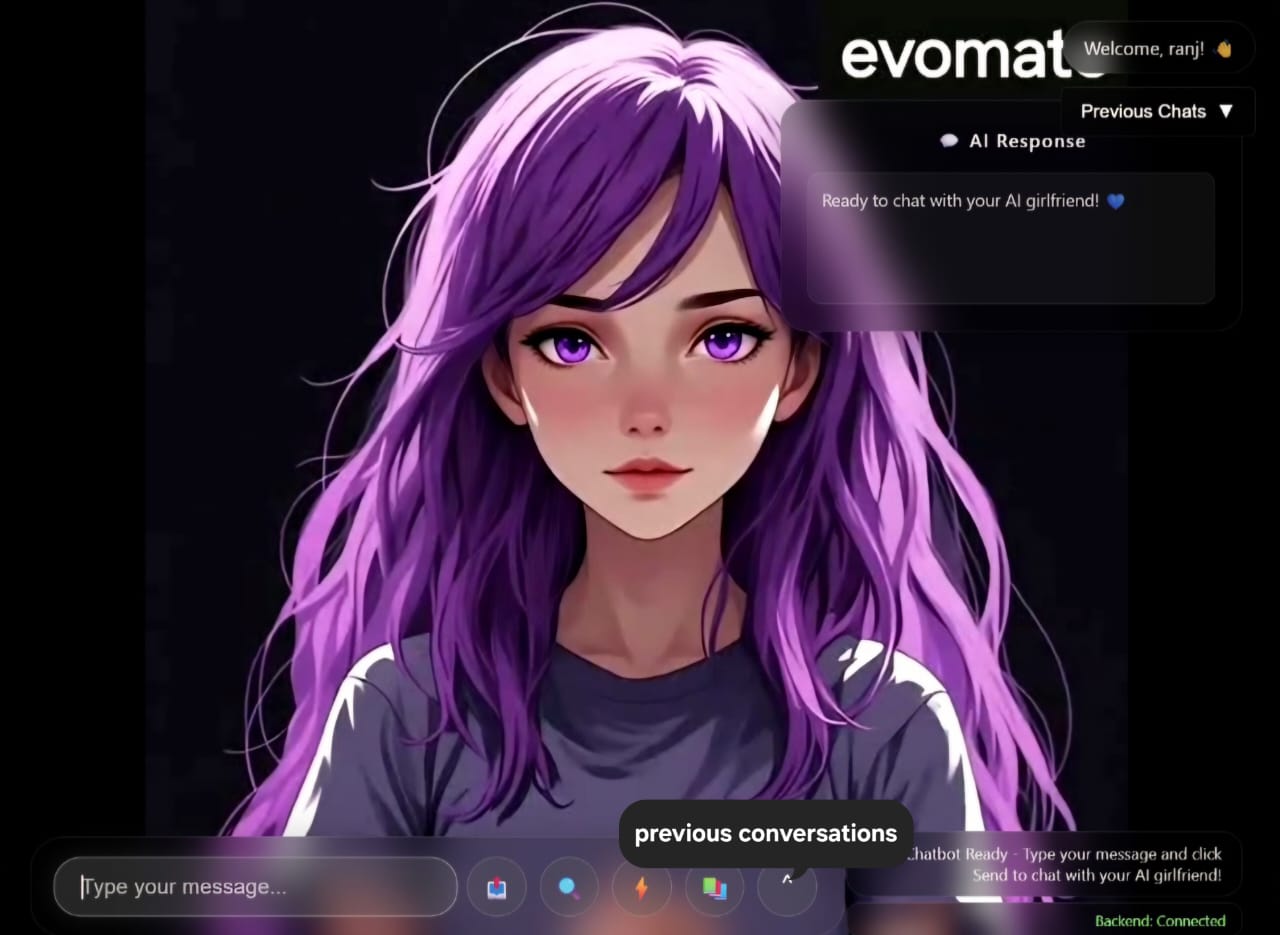 evomate
Welcome, ranj! 👋
Previous Chats ▼
💬 AI Response
Ready to chat with your AI girlfriend! 💙
previous conversations
Type your message...
^
Chatbot Ready - Type your message and click
Send to chat with your AI girlfriend!
Backend: Connected